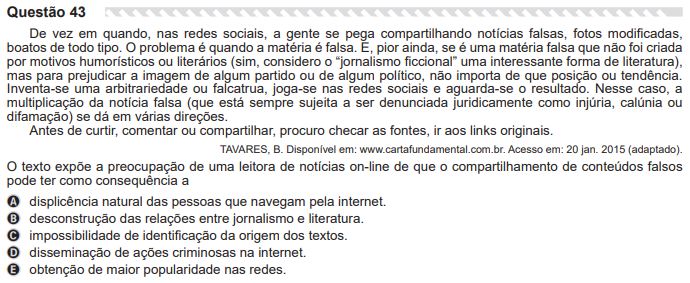 Questão 43
De vez em quando, nas redes sociais, a gente se pega compartilhando notícias falsas, fotos modificadas,
boatos de todo tipo. O problema é quando a matéria é falsa. E, pior ainda, se é uma matéria falsa que não foi criada
por motivos humorísticos ou literários (sim, considero o “jornalismo ficcional” uma interessante forma de literatura),
mas para prejudicar a imagem de algum partido ou de algum político, não importa de que posição ou tendência.
Inventa-se uma arbitrariedade ou falcatrua, joga-se nas redes sociais e aguarda-se o resultado. Nesse caso, a
multiplicação da notícia falsa (que está sempre sujeita a ser denunciada juridicamente como injúria, calúnia ou
difamação) se dá em várias direções.
Antes de curtir, comentar ou compartilhar, procuro checar as fontes, ir aos links originais.
TAVARES, B. Disponível em: www.cartafundamental.com.br. Acesso em: 20 jan. 2015 (adaptado).
O texto expõe a preocupação de uma leitora de notícias on-line de que o compartilhamento de conteúdos falsos
pode ter como consequência a
A displicência natural das pessoas que navegam pela internet.
B desconstrução das relações entre jornalismo e literatura.
C impossibilidade de identificação da origem dos textos.
D disseminação de ações criminosas na internet.
E obtenção de maior popularidade nas redes.